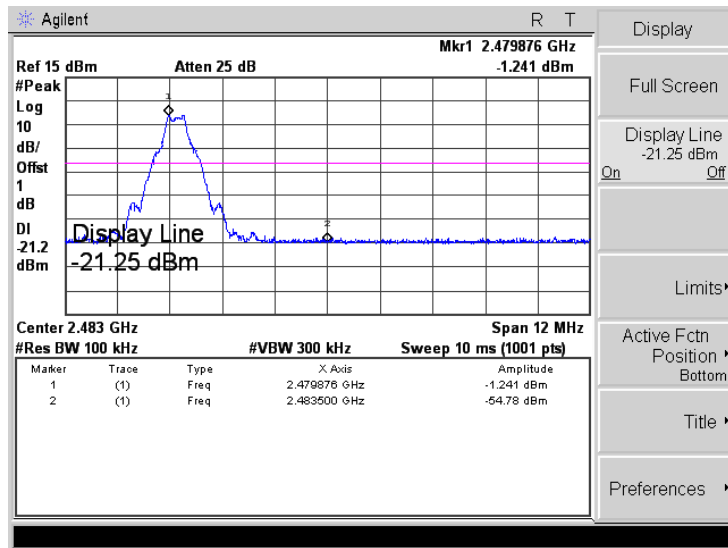 Agilent R T
Mkr1 2.479876 GHz
Ref 15 dBm Atten 25 dB -1.241 dBm
#Peak
Log
10
dB/
Offst
1
dB
DI
-21.2
dBm
1
2
Display Line
-21.25 dBm
Center 2.483 GHz Span 12 MHz
#Res BW 100 kHz #VBW 300 kHz Sweep 10 ms (1001 pts)
Marker Trace Type X Axis Amplitude
1 (1) Freq 2.479876 GHz -1.241 dBm
2 (1) Freq 2.483500 GHz -54.78 dBm
Display
Full Screen
Display Line
-21.25 dBm
On Off
Limits
Active Fctn
Position
Bottom
Title
Preferences